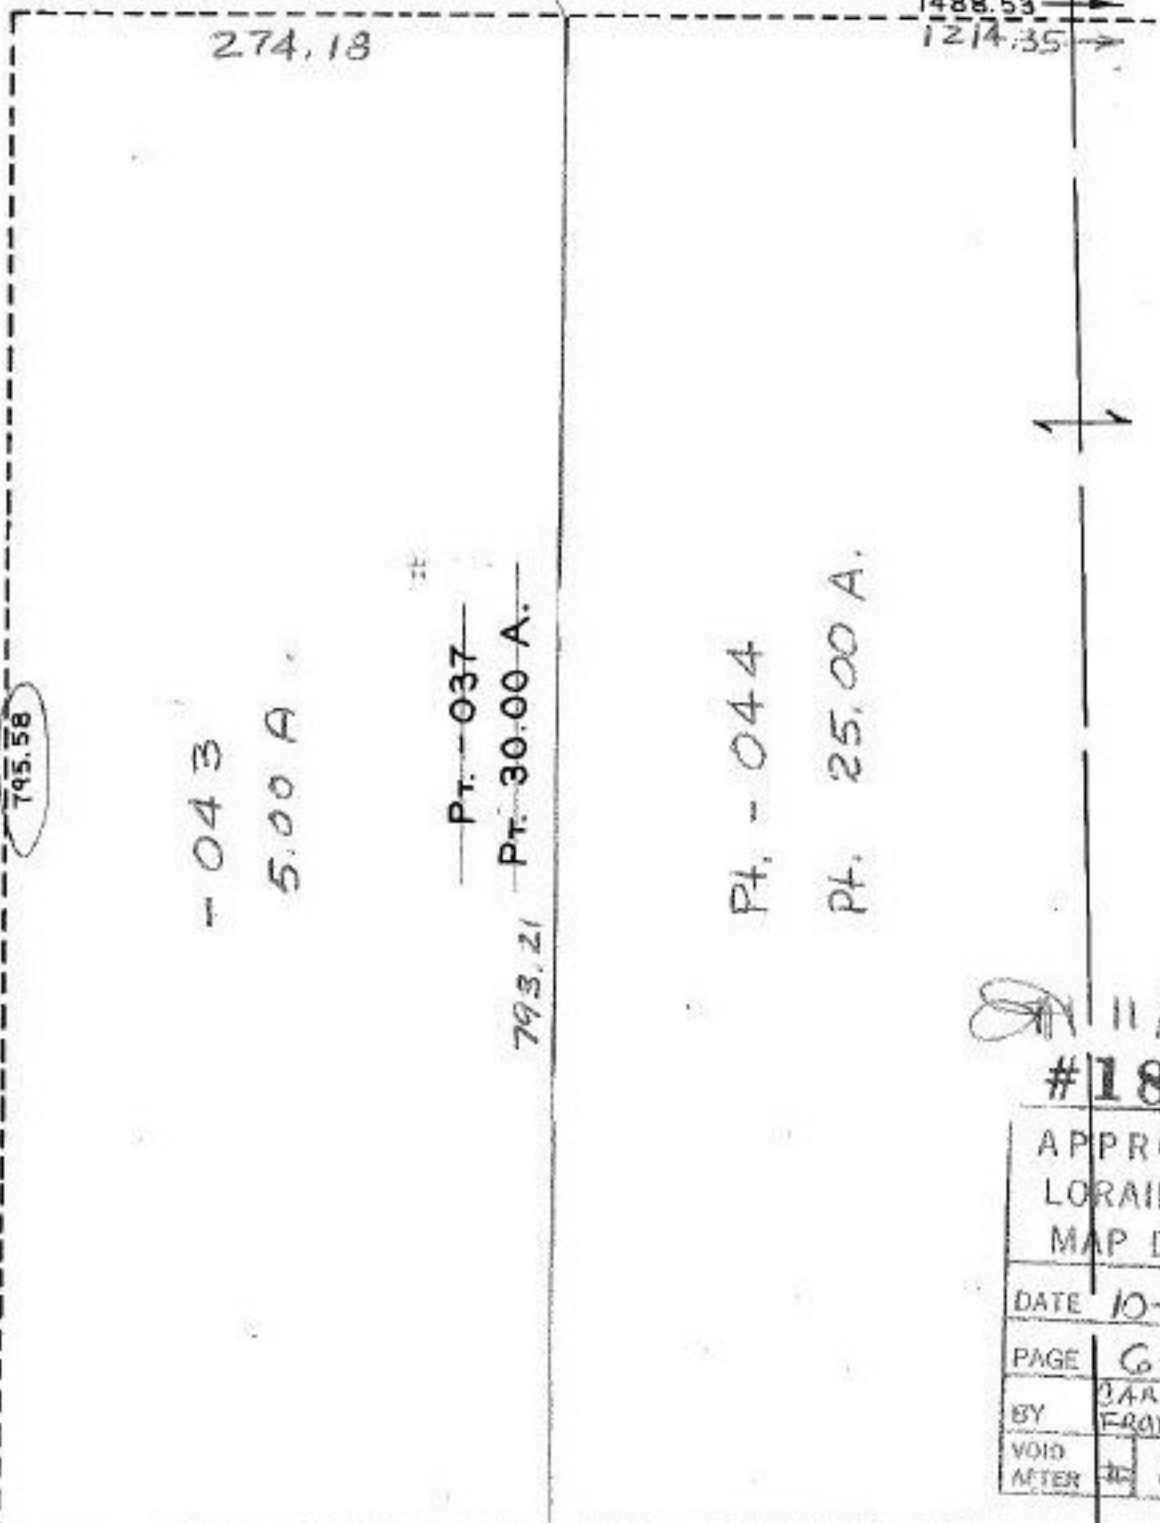 1488.53
274.18
1214.35
795.58
- 043
5.00 A.
PT. - 037
PT. 30.00 A.
793.21
Pt. - 044
Pt. 25.00 A.
#18
APPR
LORAI
MAP D
DATE 10-
PAGE G
BY
VOID
AFTER #